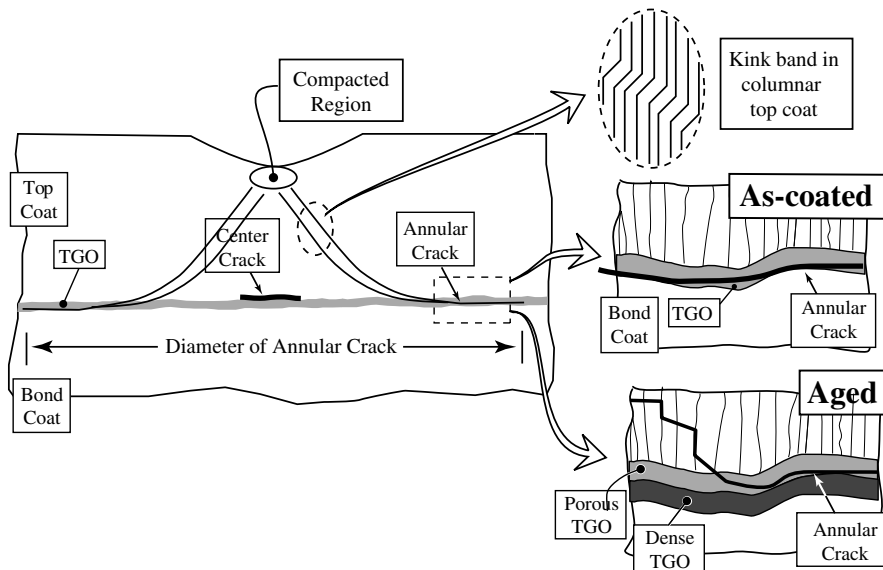 Compacted
Region
Kink band in
columnar
top coat
Top
Coat
TGO
Center
Crack
Annular
Crack
As-coated
Bond
Coat
TGO
Annular
Crack
Diameter of Annular Crack
Bond
Coat
Aged
Porous
TGO
Dense
TGO
Annular
Crack